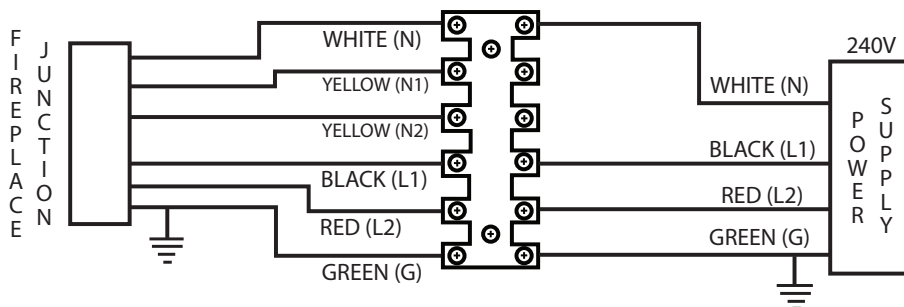 FIREPLACE
JUNCTION
WHITE (N)
YELLOW (N1)
YELLOW (N2)
BLACK (L1)
RED (L2)
GREEN (G)
240V
WHITE (N)
BLACK (L1)
RED (L2)
GREEN (G)
POWER
SUPPLY